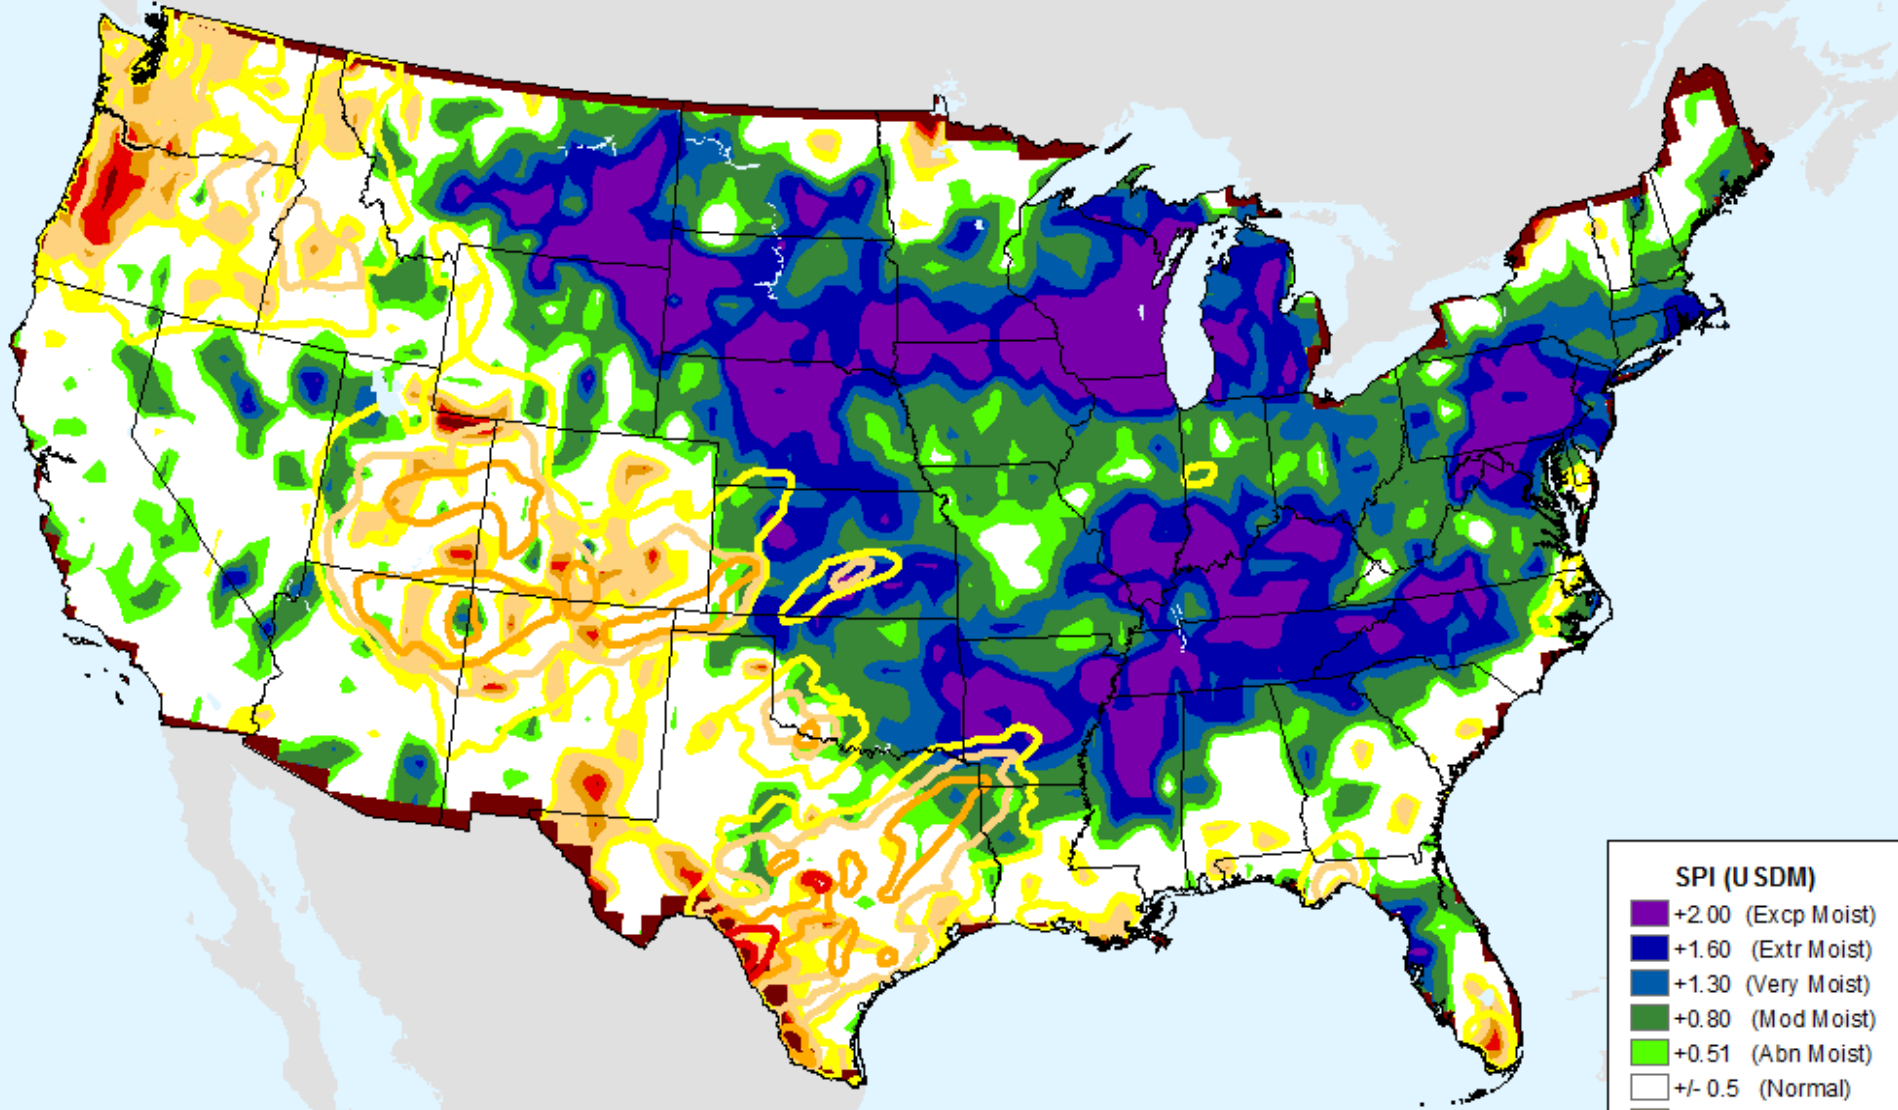 SPI (USDM)
+2.00 (Excp Moist)
+1.60 (Extr Moist)
+1.30 (Very Moist)
+0.80 (Mod Moist)
+0.51 (Abn Moist)
+/- 0.5 (Normal)